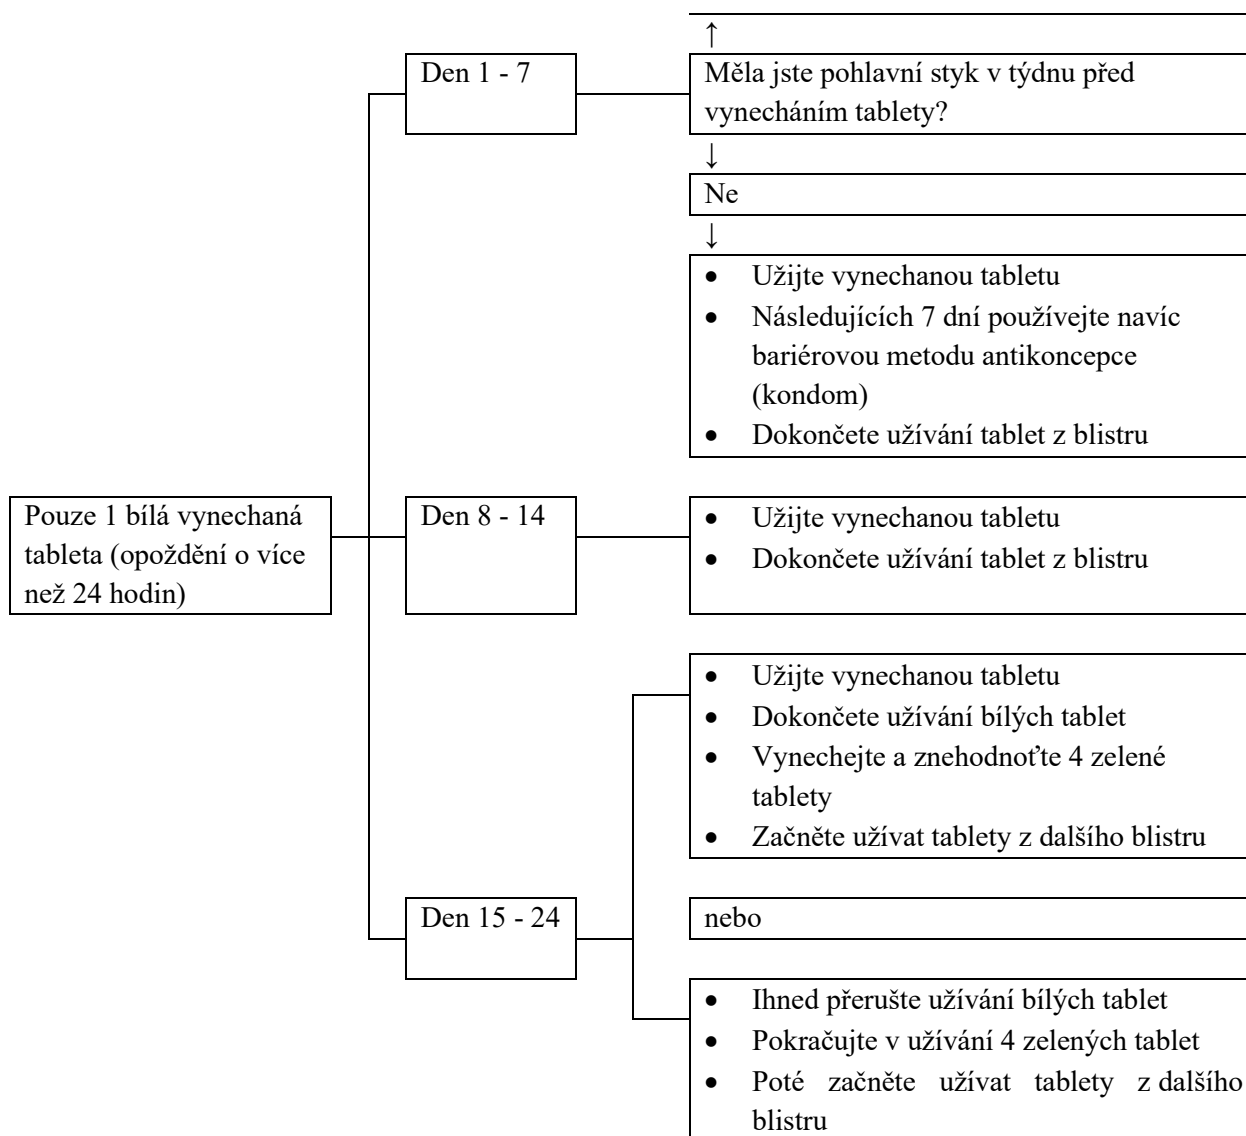 ↑
Den 1 - 7
Měla jste pohlavní styk v týdnu před
vynecháním tablety?
↓
Ne
↓
• Užijte vynechanou tabletu
• Následujících 7 dní používejte navíc
bariérovou metodu antikoncepce
(kondom)
• Dokončete užívání tablet z blistru
Pouze 1 bílá vynechaná
tableta (opoždění o více
než 24 hodin)
Den 8 - 14
• Užijte vynechanou tabletu
• Dokončete užívání tablet z blistru
• Užijte vynechanou tabletu
• Dokončete užívání bílých tablet
• Vynechejte a znehodnoťte 4 zelené
tablety
• Začněte užívat tablety z dalšího blistru
Den 15 - 24
nebo
• Ihned přerušte užívání bílých tablet
• Pokračujte v užívání 4 zelených tablet
• Poté začněte užívat tablety z dalšího
blistru